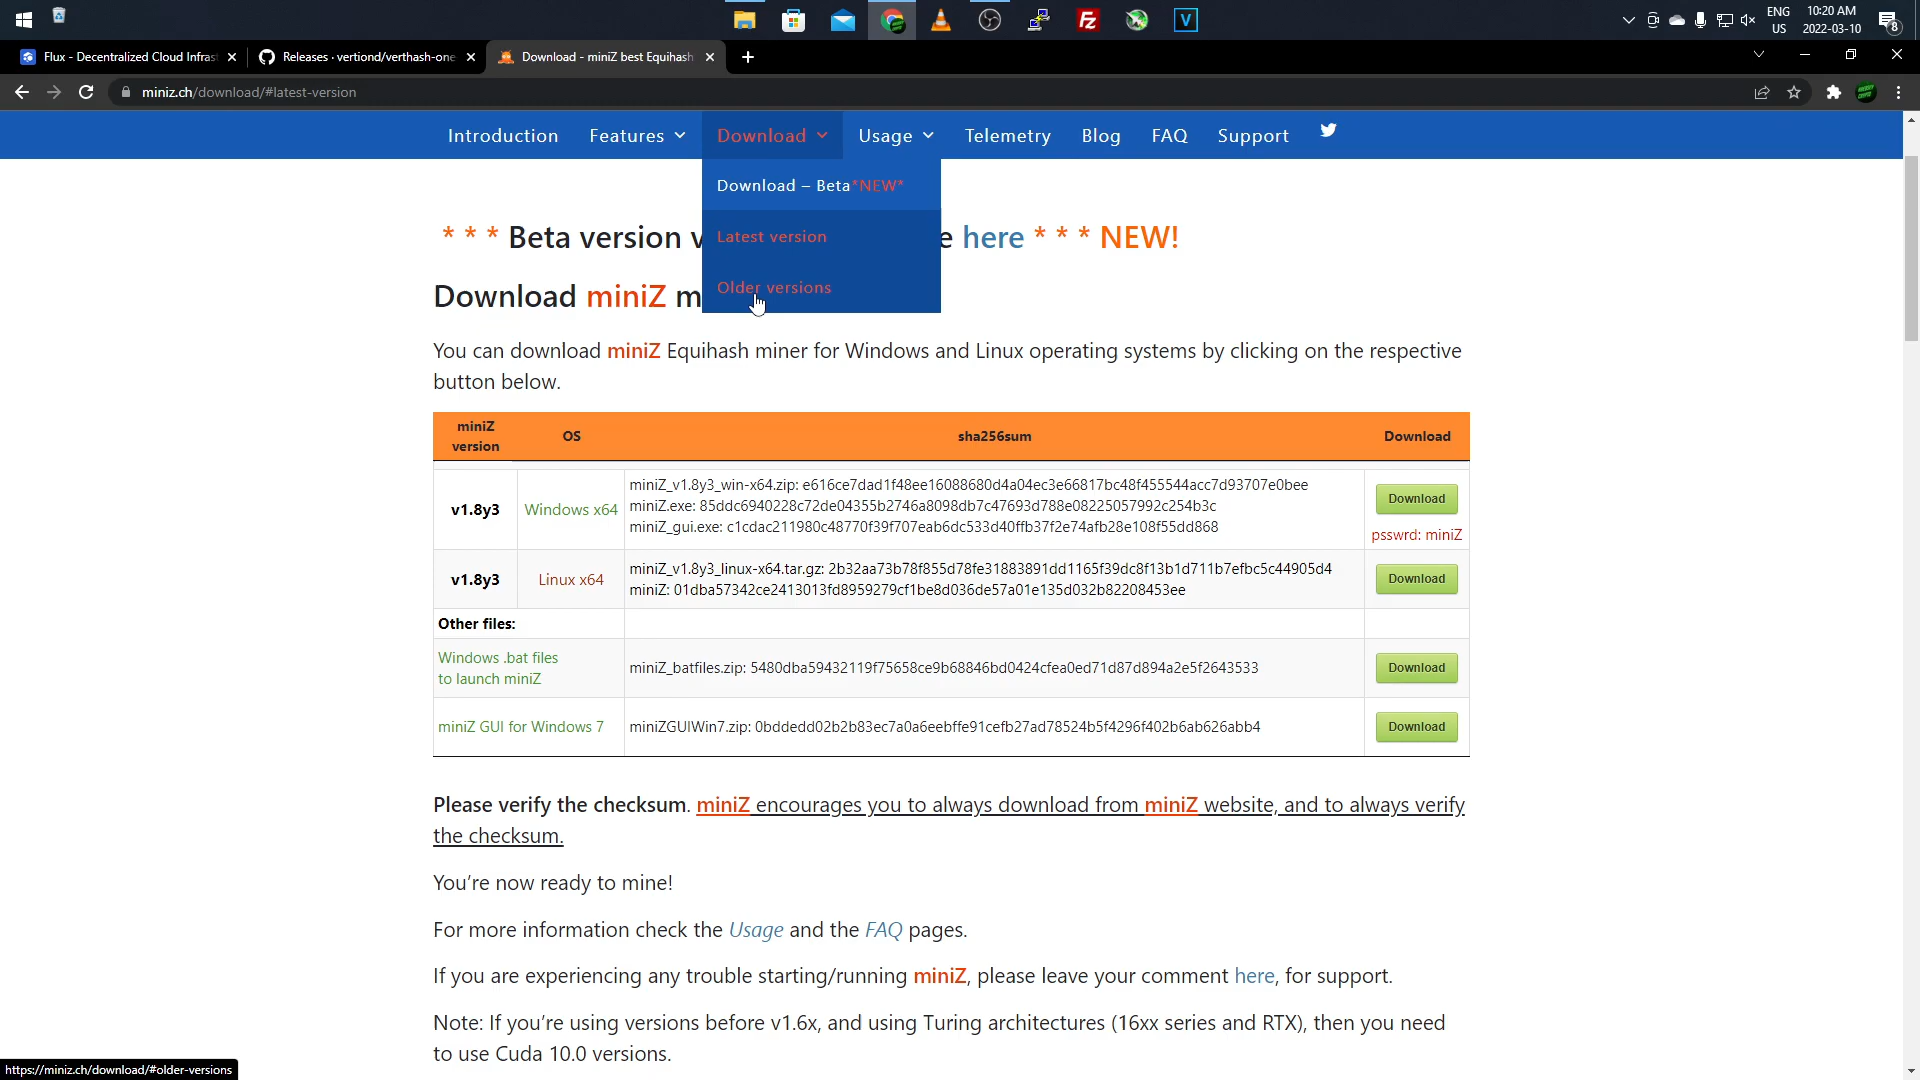 ENG
US
10:20 AM
2022-03-10
8
Flux - Decentralized Cloud Infrast
Releases · vertiond/verthash-one
Download - miniZ best Equihash
miniz.ch/download/#latest-version
Introduction
Features
Download
Usage
Telemetry
Blog
FAQ
Support
Download – Beta*NEW*
Latest version
Older versions
* * * Beta version v e here * * * NEW!
Download miniZ m
You can download miniZ Equihash miner for Windows and Linux operating systems by clicking on the respective
button below.
miniZ
version
OS
sha256sum
Download
v1.8y3
Windows x64
miniZ_v1.8y3_win-x64.zip: e616ce7dad1f48ee16088680d4a04ec3e66817bc48f455544acc7d93707e0bee
miniZ.exe: 85ddc6940228c72de04355b2746a8098db7c47693d788e08225057992c254b3c
miniZ_gui.exe: c1cdac211980c48770f39f707eab6dc533d40ffb37f2e74afb28e108f55dd868
Download
psswrd: miniZ
v1.8y3
Linux x64
miniZ_v1.8y3_linux-x64.tar.gz: 2b32aa73b78f855d78fe31883891dd1165f39dc8f13b1d711b7efbc5c44905d4
miniZ: 01dba57342ce2413013fd8959279cf1be8d036de57a01e135d032b82208453ee
Download
Other files:
Windows .bat files
to launch miniZ
miniZ_batfiles.zip: 5480dba59432119f75658ce9b68846bd0424cfea0ed71d87d894a2e5f2643533
Download
miniZ GUI for Windows 7
miniZGUIWin7.zip: 0bddedd02b2b83ec7a0a6eebffe91cefb27ad78524b5f4296f402b6ab626abb4
Download
Please verify the checksum. miniZ encourages you to always download from miniZ website, and to always verify
the checksum.
You're now ready to mine!
For more information check the Usage and the FAQ pages.
If you are experiencing any trouble starting/running miniZ, please leave your comment here, for support.
Note: If you're using versions before v1.6x, and using Turing architectures (16xx series and RTX), then you need
to use Cuda 10.0 versions.
https://miniz.ch/download/#older-versions